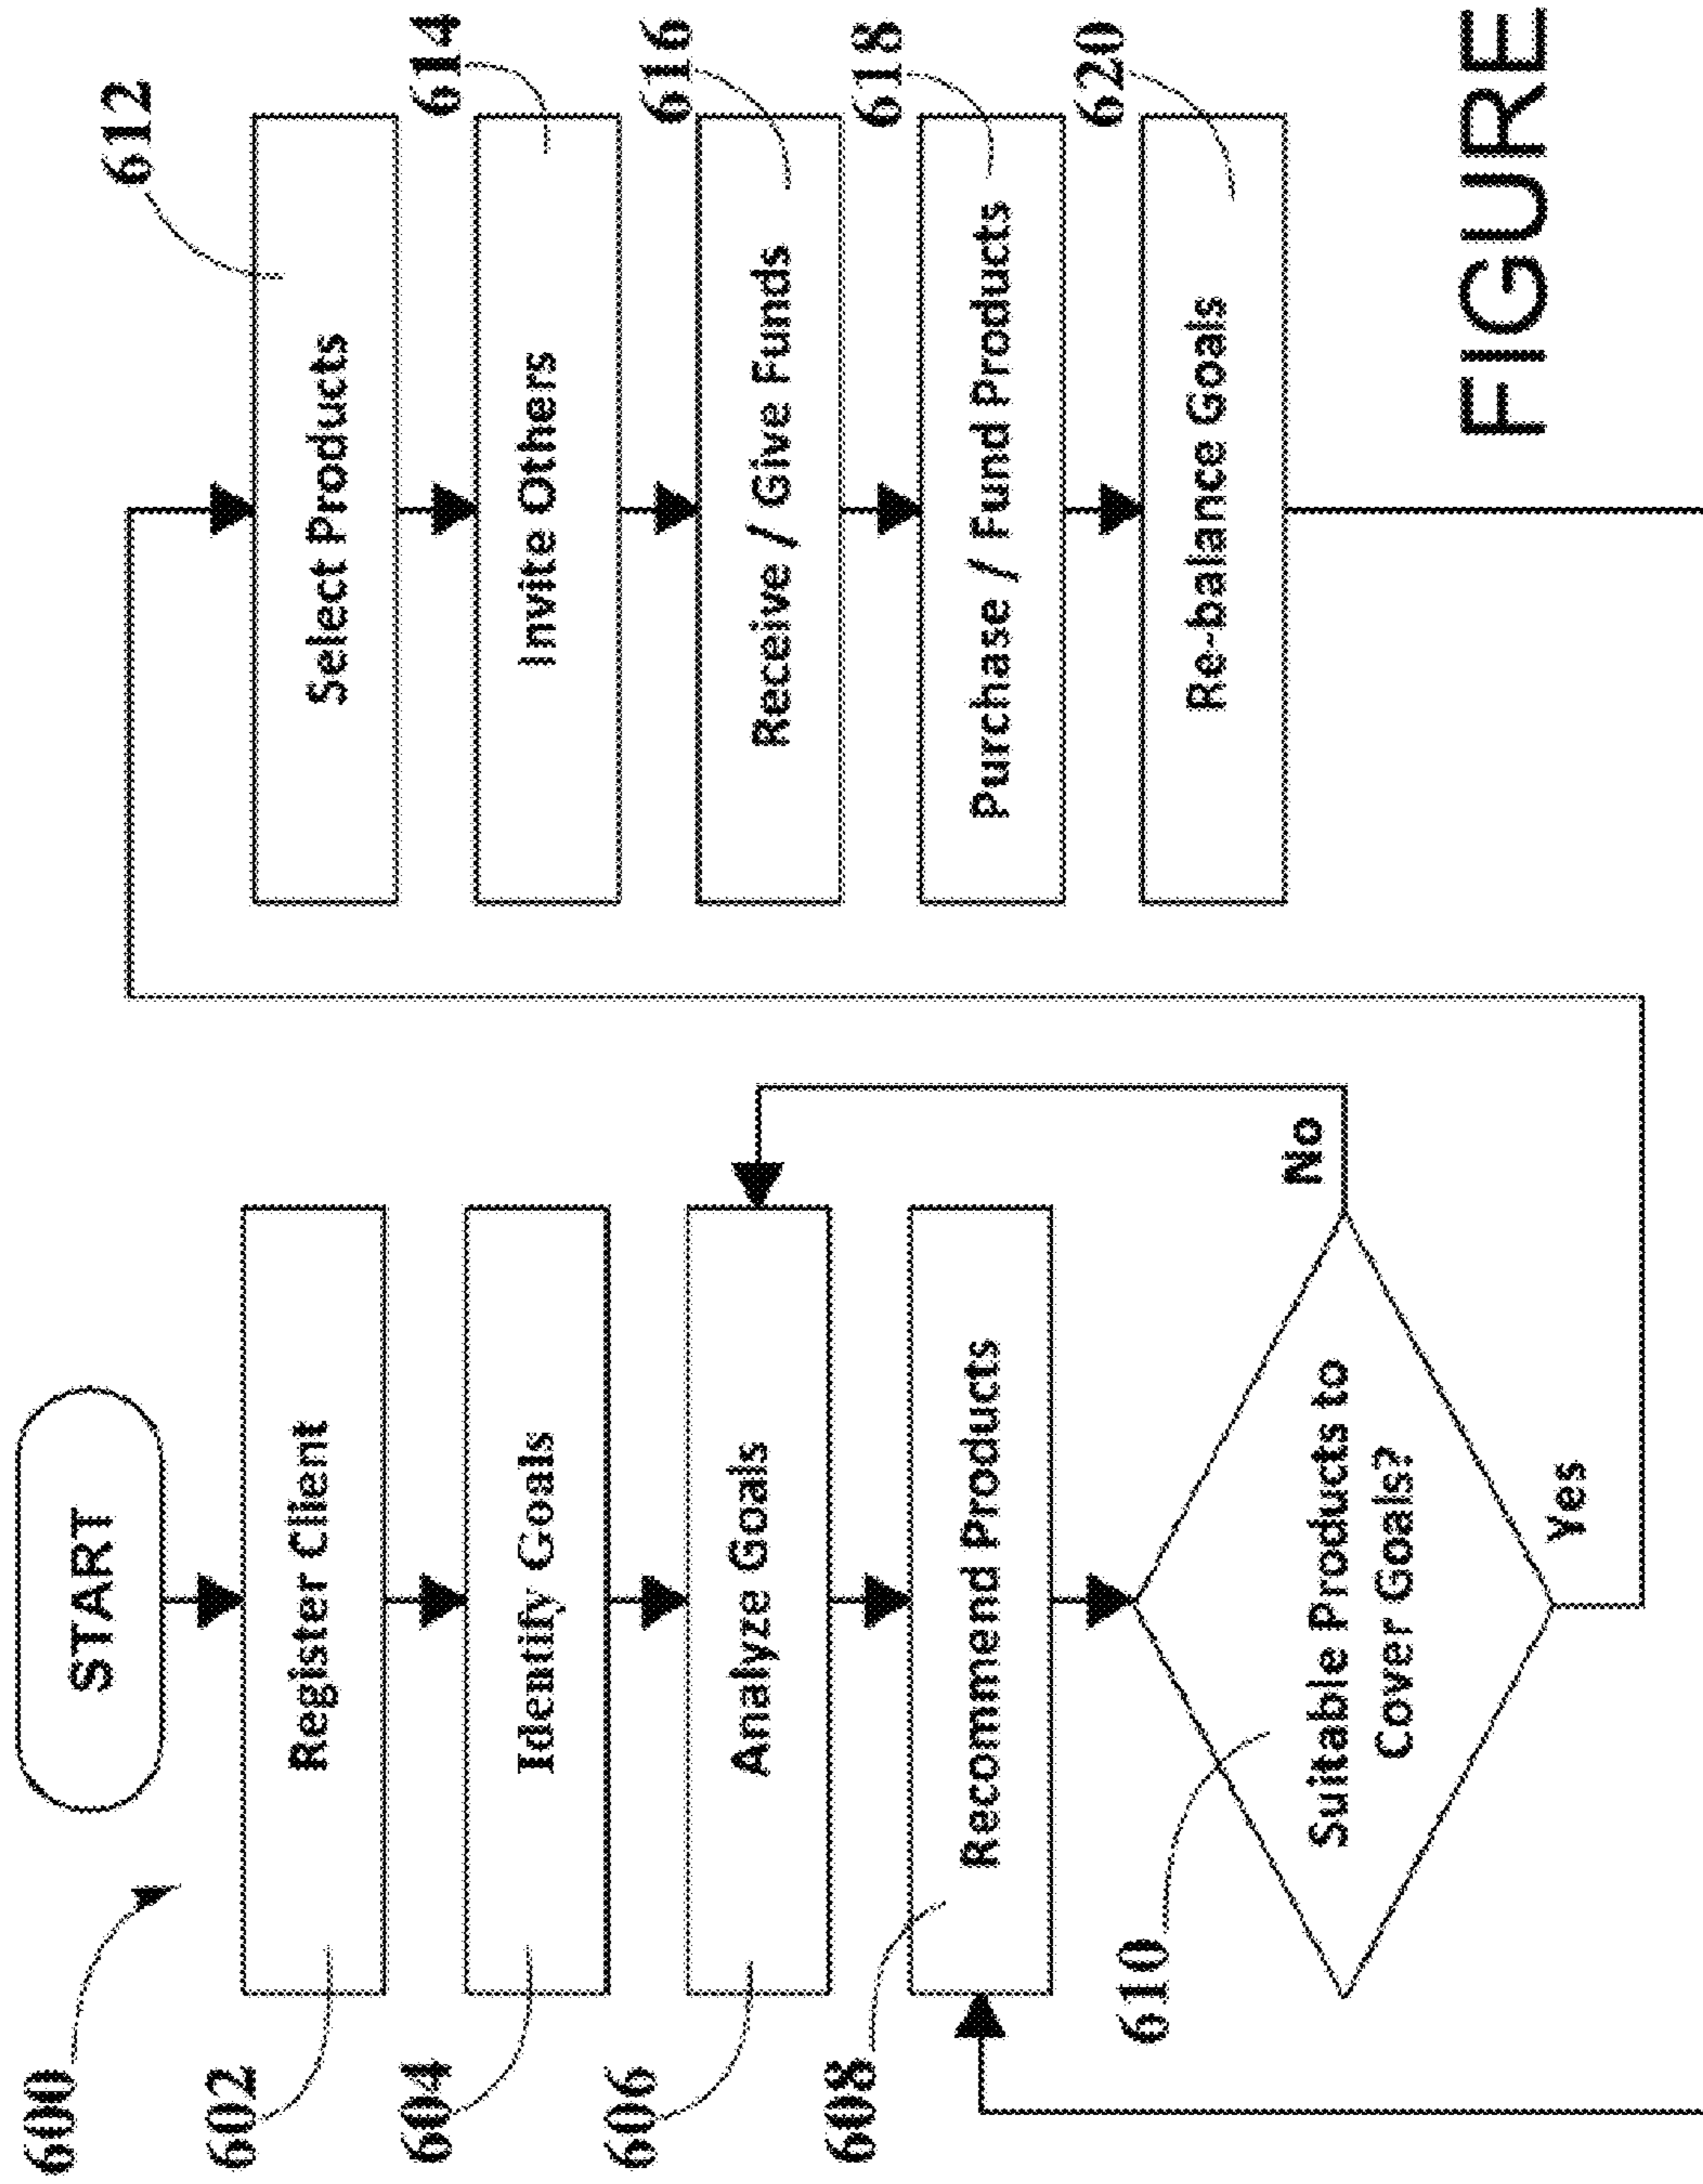 600
START
602
Register Client
604
Identify Goals
606
Analyze Goals
608
Recommend Products
610
Suitable Products to
Cover Goals?
No
Yes
612
Select Products
614
Invite Others
616
Receive / Give Funds
618
Purchase / Fund Products
620
Re-balance Goals
FIGURE